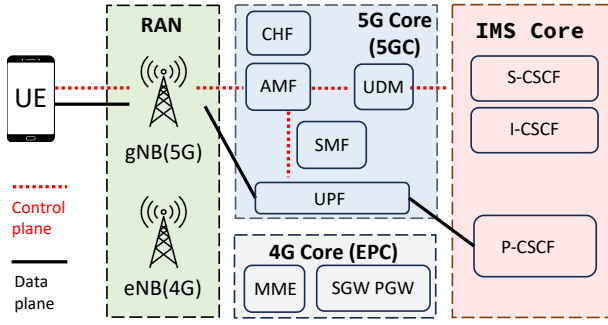 UE
Control
plane
Data
plane
RAN
gNB(5G)
eNB(4G)
5G Core
(5GC)
CHF
AMF
UDM
SMF
UPF
4G Core (EPC)
MME
SGW PGW
IMS Core
S-CSCF
I-CSCF
P-CSCF